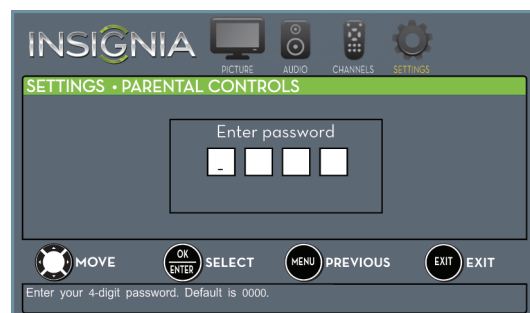 INSIGNIA
PICTURE AUDIO CHANNELS SETTINGS
SETTINGS • PARENTAL CONTROLS
Enter password
_
MOVE OK ENTER SELECT MENU PREVIOUS EXIT EXIT
Enter your 4-digit password. Default is 0000.